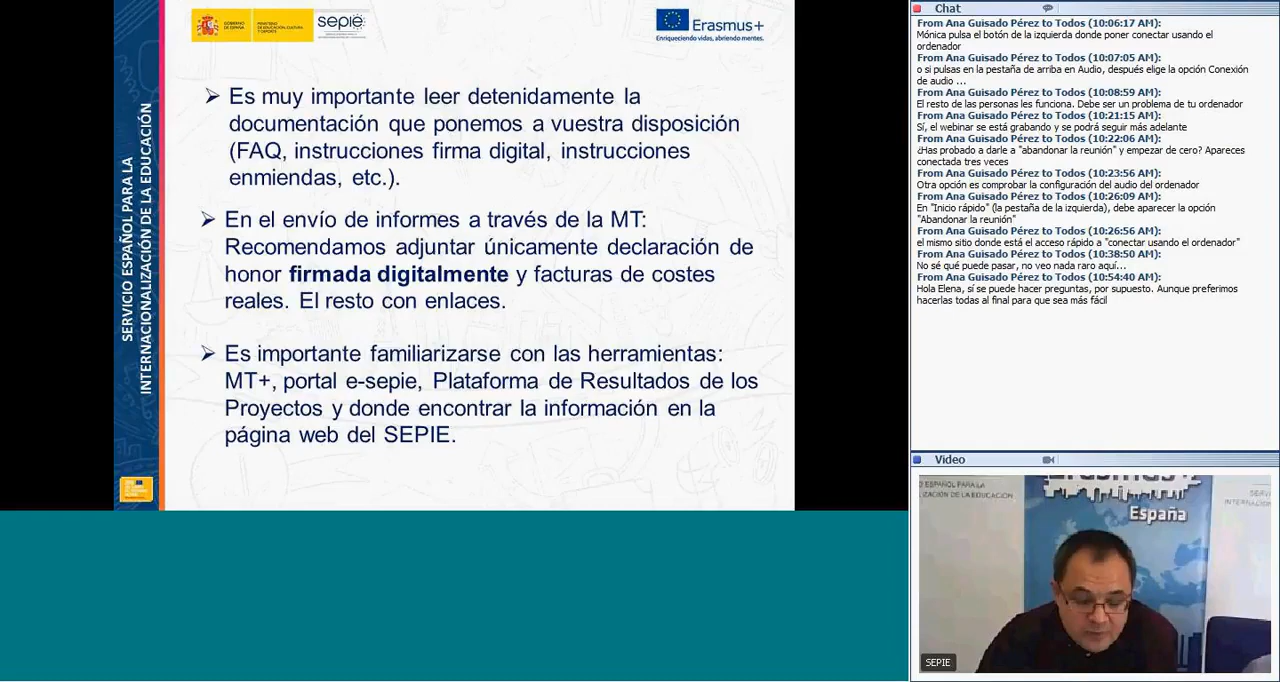 GOBIERNO
DE ESPAÑA
MINISTERIO
DE EDUCACIÓN, CULTURA
Y DEPORTE
sepie
Erasmus+
Enriqueciendo vidas, abriendo mentes.
SERVICIO ESPAÑOL PARA LA
INTERNACIONALIZACIÓN DE LA EDUCACIÓN
➢ Es muy importante leer detenidamente la
documentación que ponemos a vuestra disposición
(FAQ, instrucciones firma digital, instrucciones
enmiendas, etc.).
➢ En el envío de informes a través de la MT:
Recomendamos adjuntar únicamente declaración de
honor firmada digitalmente y facturas de costes
reales. El resto con enlaces.
➢ Es importante familiarizarse con las herramientas:
MT+, portal e-sepie, Plataforma de Resultados de los
Proyectos y donde encontrar la información en la
página web del SEPIE.
Chat
From Ana Guisado Pérez to Todos (10:06:17 AM):
Mónica pulsa el botón de la izquierda donde poner conectar usando el
ordenador
From Ana Guisado Pérez to Todos (10:07:05 AM):
o si pulsas en la pestaña de arriba en Audio, después elige la opción Conexión
de audio ...
From Ana Guisado Pérez to Todos (10:08:59 AM):
El resto de las personas les funciona. Debe ser un problema de tu ordenador
From Ana Guisado Pérez to Todos (10:21:15 AM):
Sí, el webinar se está grabando y se podrá seguir más adelante
From Ana Guisado Pérez to Todos (10:22:06 AM):
¿Has probado a darle a "abandonar la reunión" y empezar de cero? Apareces
conectada tres veces
From Ana Guisado Pérez to Todos (10:23:56 AM):
Otra opción es comprobar la configuración del audio del ordenador
From Ana Guisado Pérez to Todos (10:26:09 AM):
En "Inicio rápido" (la pestaña de la izquierda), debe aparecer la opción
"Abandonar la reunión"
From Ana Guisado Pérez to Todos (10:26:56 AM):
el mismo sitio donde está el acceso rápido a "conectar usando el ordenador"
From Ana Guisado Pérez to Todos (10:38:50 AM):
No sé qué puede pasar, no veo nada raro aquí...
From Ana Guisado Pérez to Todos (10:54:40 AM):
Hola Elena, sí se puede hacer preguntas, por supuesto. Aunque preferimos
hacerlas todas al final para que sea más fácil
Video
O ESPAÑOL PARA LA
LIZACIÓN DE LA EDUCACIÓN
España
SEPIE